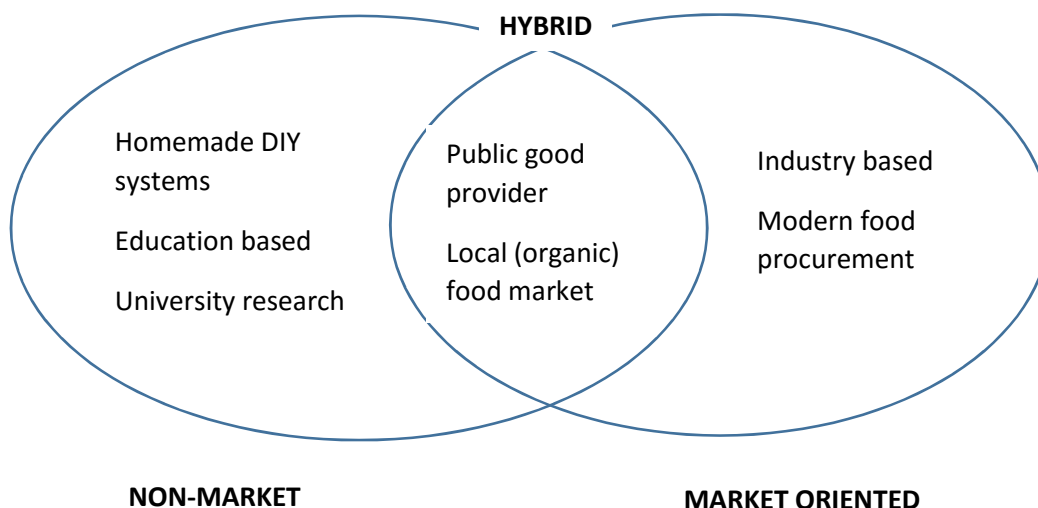 HYBRID
Homemade DIY
systems
Education based
University research
Public good
provider
Local (organic)
food market
Industry based
Modern food
procurement
NON-MARKET
MARKET ORIENTED